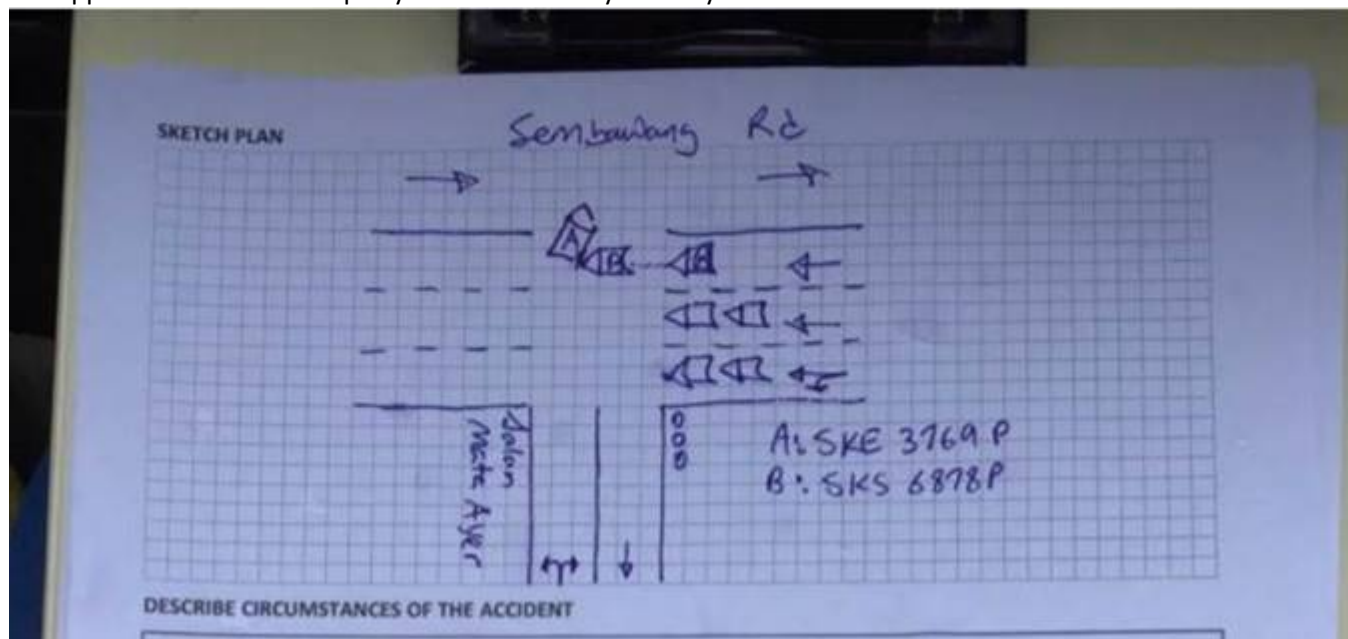 SKETCH PLAN
Sembawang Rd
A
B
B
Jalan
Mata Ayer
A: SKE 3769 P
B: SKS 6878P
DESCRIBE CIRCUMSTANCES OF THE ACCIDENT